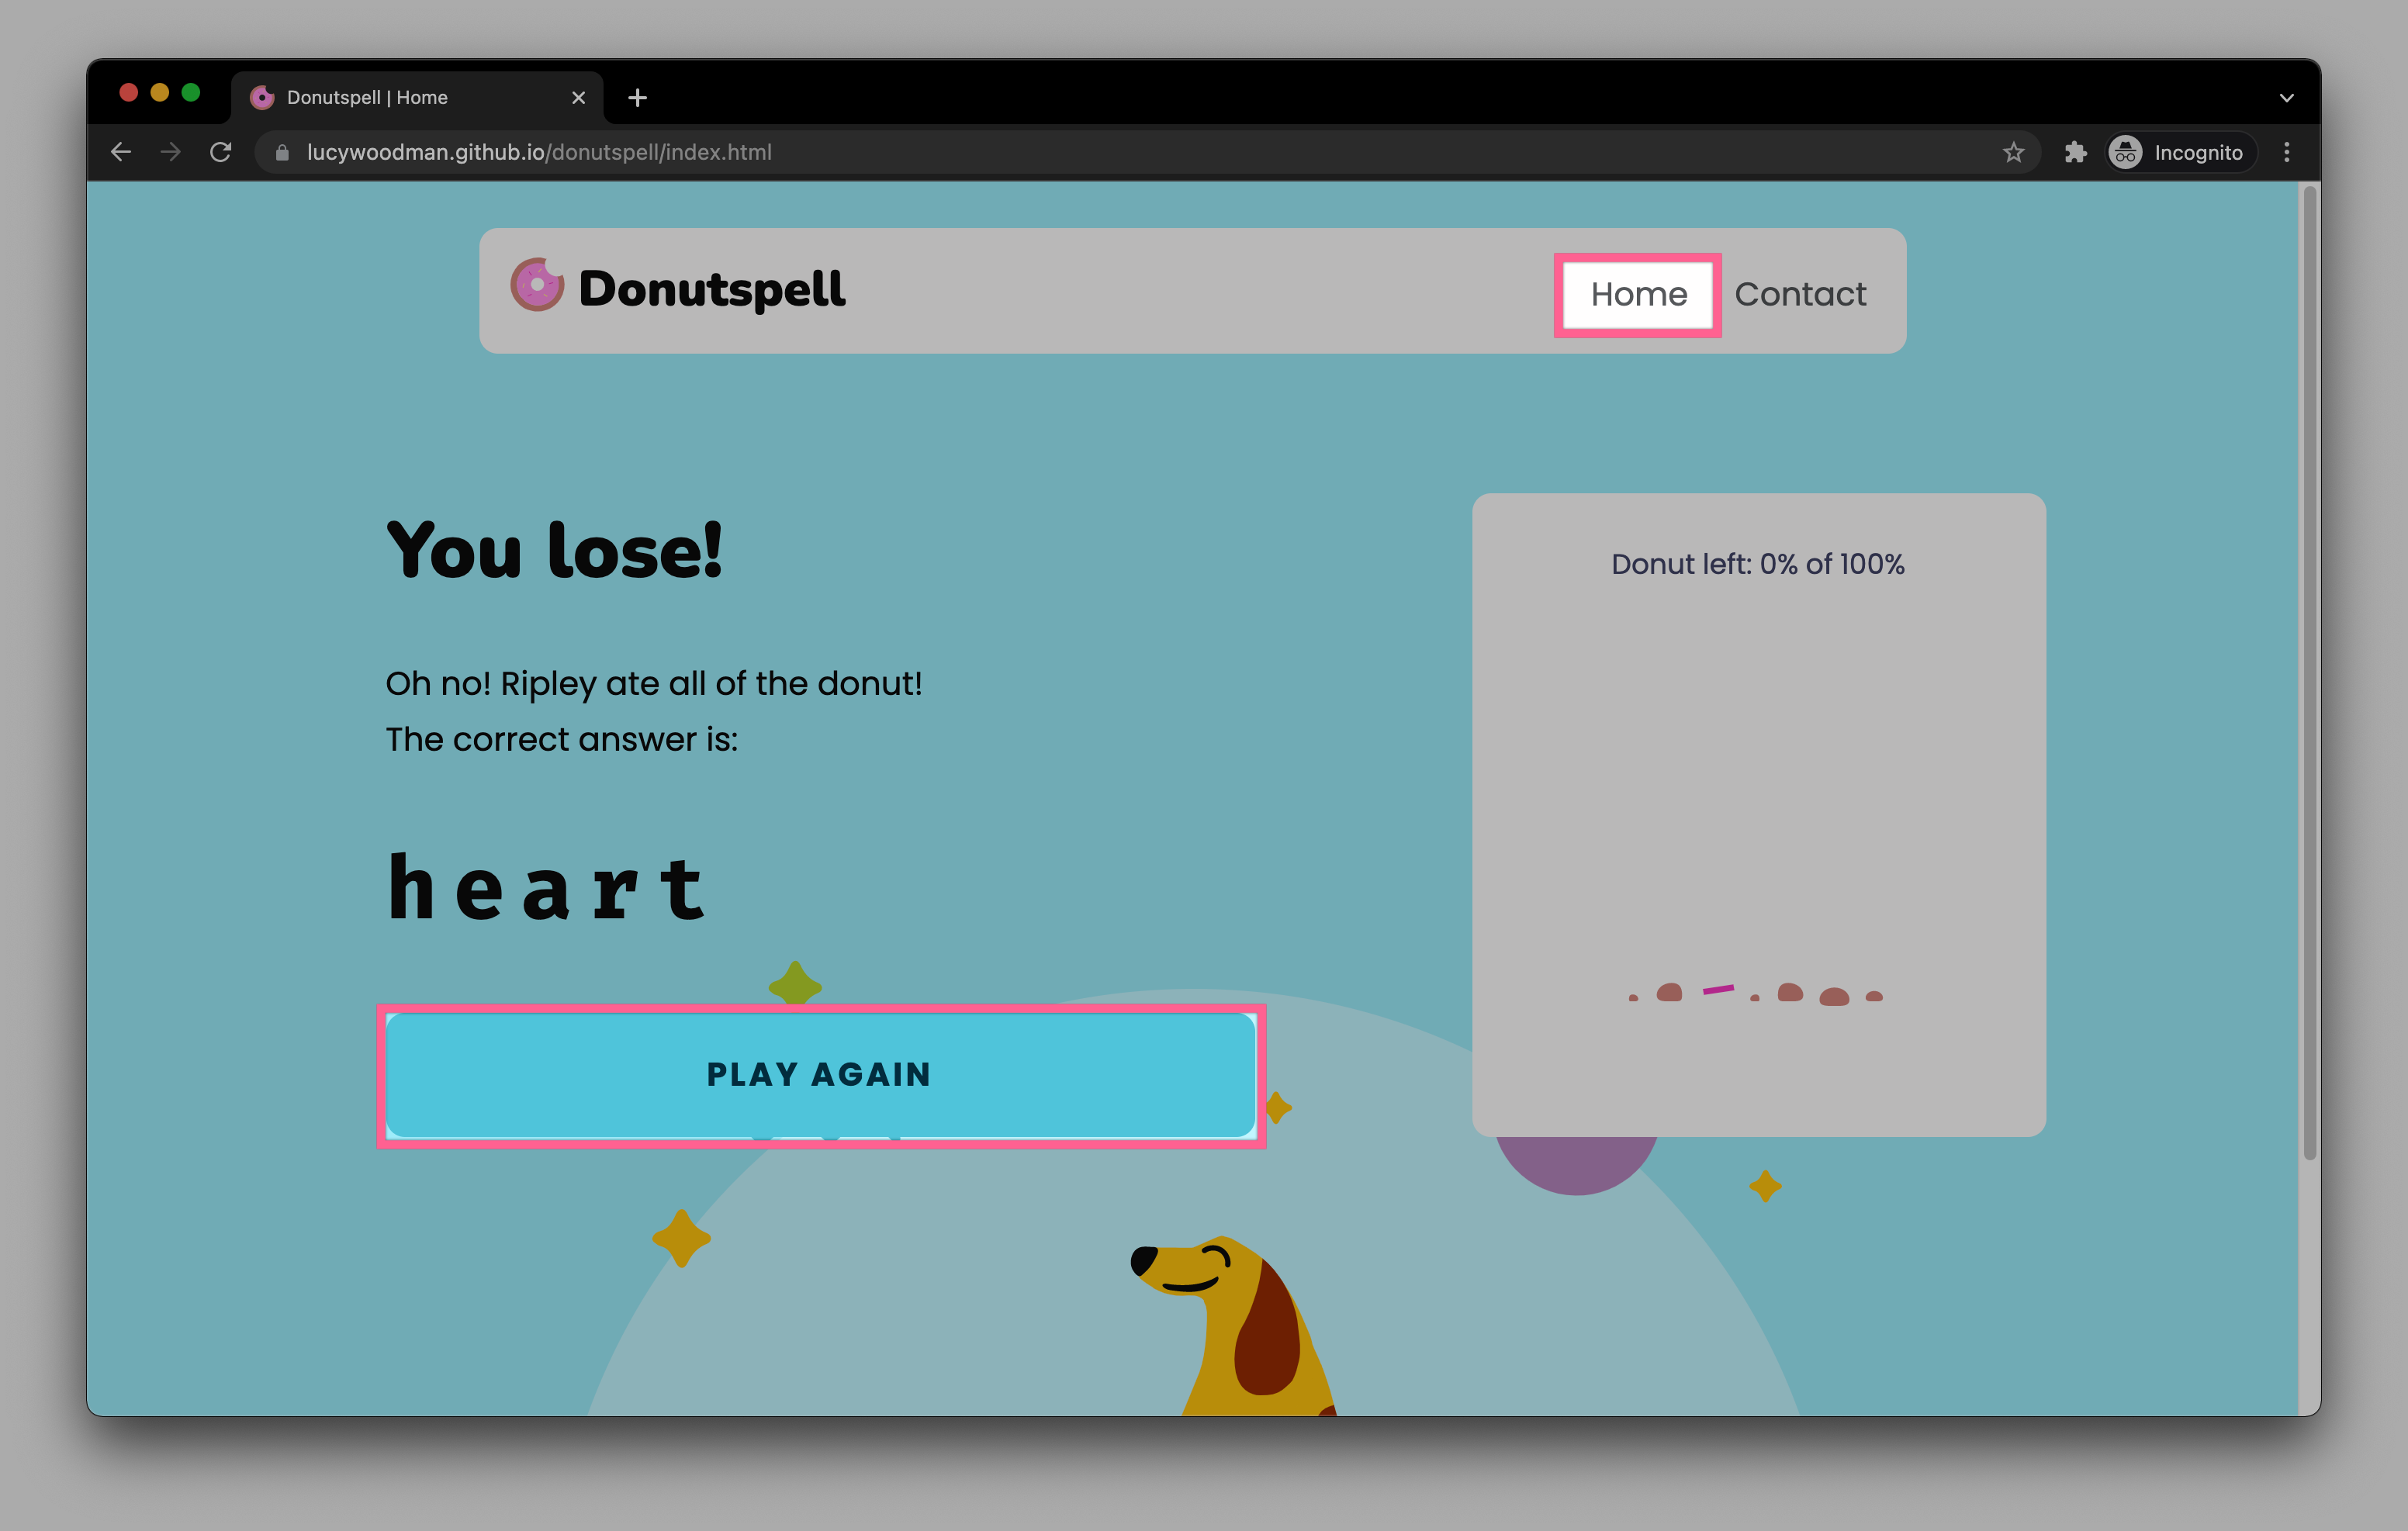 Donutspell | Home
lucywoodman.github.io/donutspell/index.html
Incognito
Donutspell
Home
Contact
You lose!
Donut left: 0% of 100%
Oh no! Ripley ate all of the donut!
The correct answer is:
heart
PLAY AGAIN